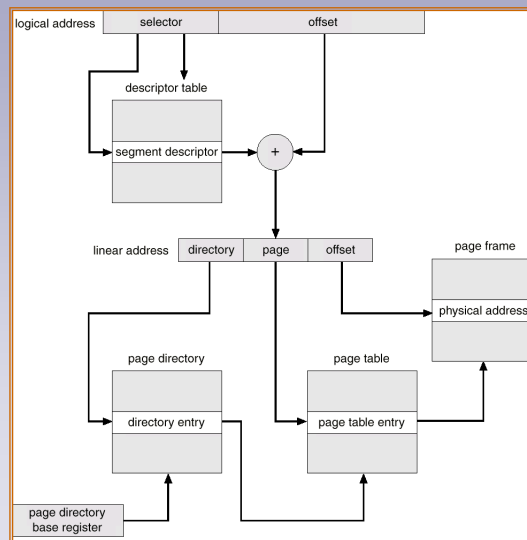 logical address
selector
offset
descriptor table
segment descriptor
+
linear address
directory
page
offset
page frame
physical address
page directory
page table
directory entry
page table entry
page directory
base register